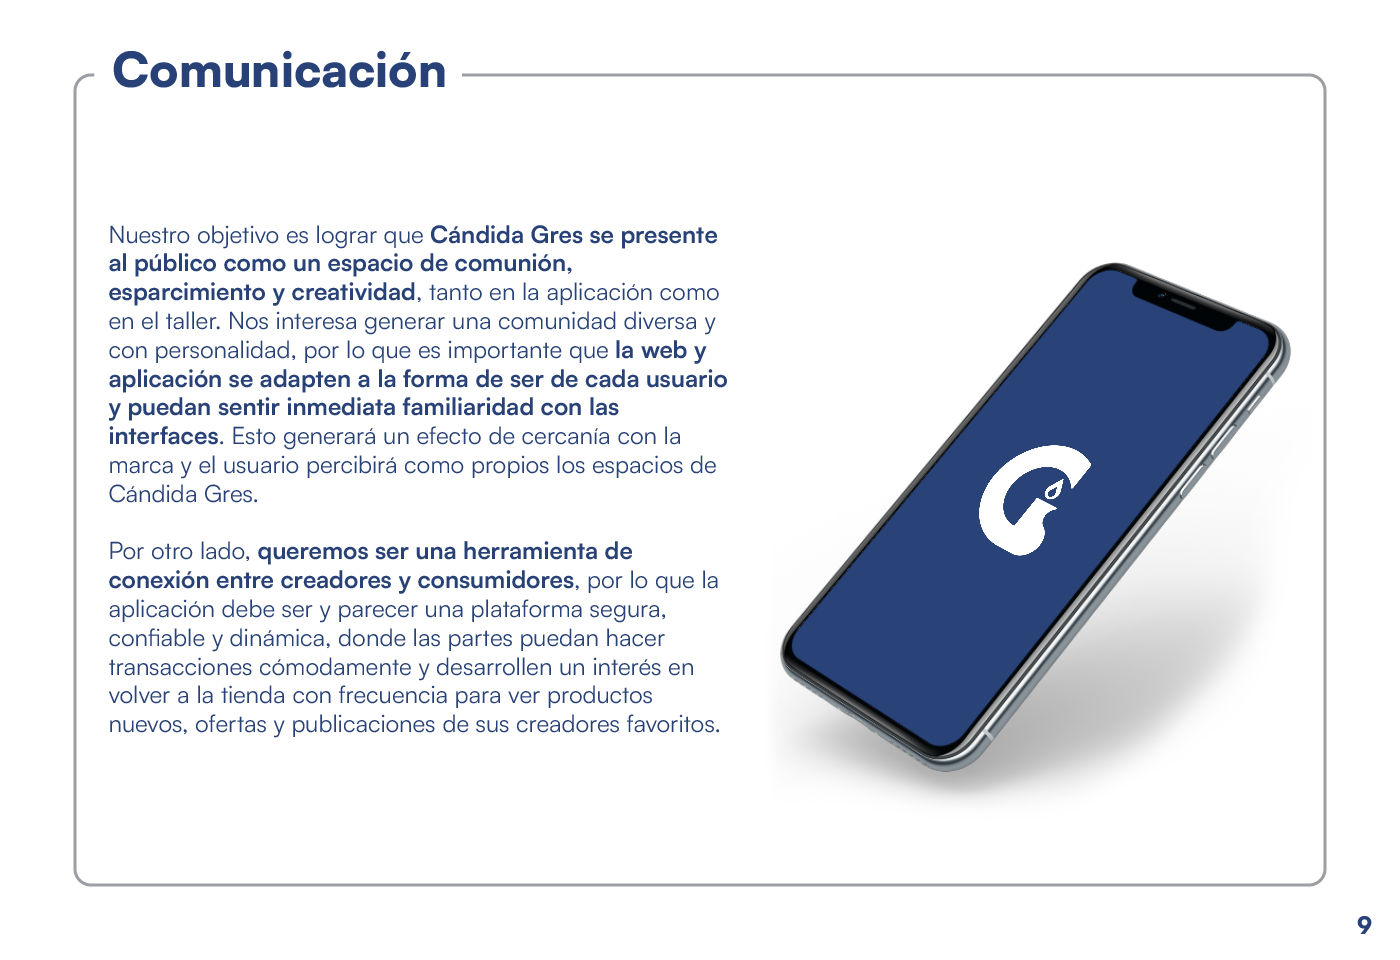 Comunicación
Nuestro objetivo es lograr que Cándida Gres se presente
al público como un espacio de comunión,
esparcimiento y creatividad, tanto en la aplicación como
en el taller. Nos interesa generar una comunidad diversa y
con personalidad, por lo que es importante que la web y
aplicación se adapten a la forma de ser de cada usuario
y puedan sentir inmediata familiaridad con las
interfaces. Esto generará un efecto de cercanía con la
marca y el usuario percibirá como propios los espacios de
Cándida Gres.
Por otro lado, queremos ser una herramienta de
conexión entre creadores y consumidores, por lo que la
aplicación debe ser y parecer una plataforma segura,
confiable y dinámica, donde las partes puedan hacer
transacciones cómodamente y desarrollen un interés en
volver a la tienda con frecuencia para ver productos
nuevos, ofertas y publicaciones de sus creadores favoritos.
9